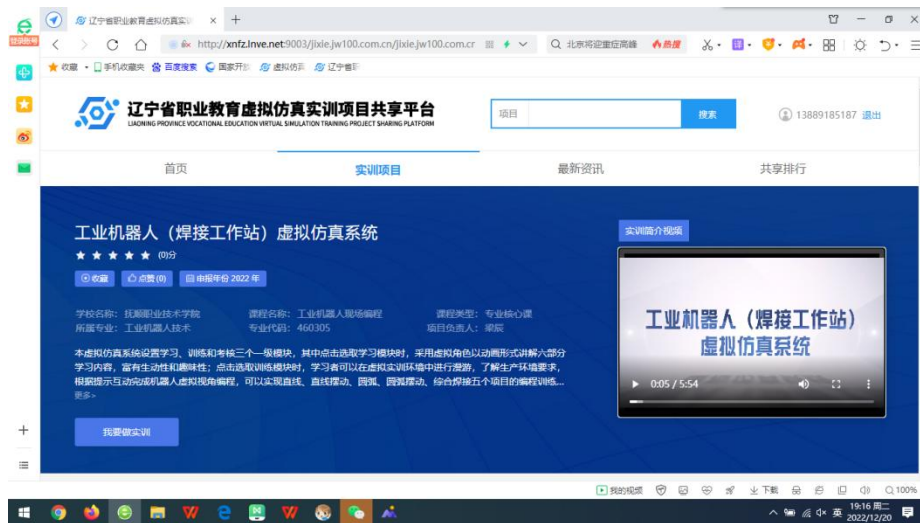 辽宁省职业教育虚拟仿真实训
登录账号
http://xnfz.lnve.net:9003/jixie.jw100.com.cn/jixie.jw100.com.cr
北京将迎重症高峰
热搜
收藏
手机收藏夹
百度搜索
国家开放
虚拟仿真
辽宁省职
辽宁省职业教育虚拟仿真实训项目共享平台
LIAONING PROVINCE VOCATIONAL EDUCATION VIRTUAL SIMULATION TRAINING PROJECT SHARING PLATFORM
项目
搜索
13889185187 退出
首页
实训项目
最新资讯
共享排行
工业机器人（焊接工作站）虚拟仿真系统
★ ★ ★ ★ ★ (0)分
收藏
点赞(0)
申报年份 2022 年
学校名称： 抚顺职业技术学院
课程名称： 工业机器人现场编程
课程类型： 专业核心课
所属专业： 工业机器人技术
专业代码： 460305
项目负责人： 梁辰
本虚拟仿真系统设置学习、训练和考核三个一级模块，其中点击选取学习模块时，采用虚拟角色以动画形式讲解六部分
学习内容，富有生动性和趣味性；点击选取训练模块时，学习者可以在虚拟实训环境中进行漫游，了解生产环境要求，
根据提示互动完成机器人虚拟视角编程，可以实现直线、直线摆动、圆弧、圆弧摆动、综合焊接五个项目的编程训练...
更多>
我要做实训
实训简介视频
工业机器人（焊接工作站）
虚拟仿真系统
0:05 / 5:54
我的视频
下载
100%
英
19:16 周二
2022/12/20